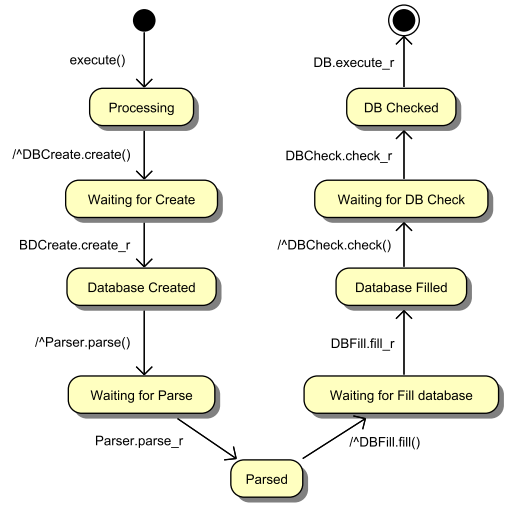 execute()
Processing
/^DBCreate.create()
Waiting for Create
BDCreate.create_r
Database Created
/^Parser.parse()
Waiting for Parse
Parser.parse_r
Parsed
/^DBFill.fill()
Waiting for Fill database
DBFill.fill_r
Database Filled
/^DBCheck.check()
Waiting for DB Check
DBCheck.check_r
DB Checked
DB.execute_r